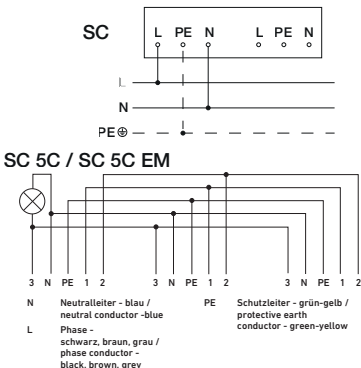 SC
L PE N L PE N
L
N
PE
SC 5C / SC 5C EM
3 N PE 1 2 3 N PE 1 2 3 N PE 1 2
N Neutralleiter - blau /
neutral conductor -blue
L Phase -
schwarz, braun, grau /
phase conductor -
black, brown, grey
PE Schutzleiter - grün-gelb /
protective earth
conductor - green-yellow